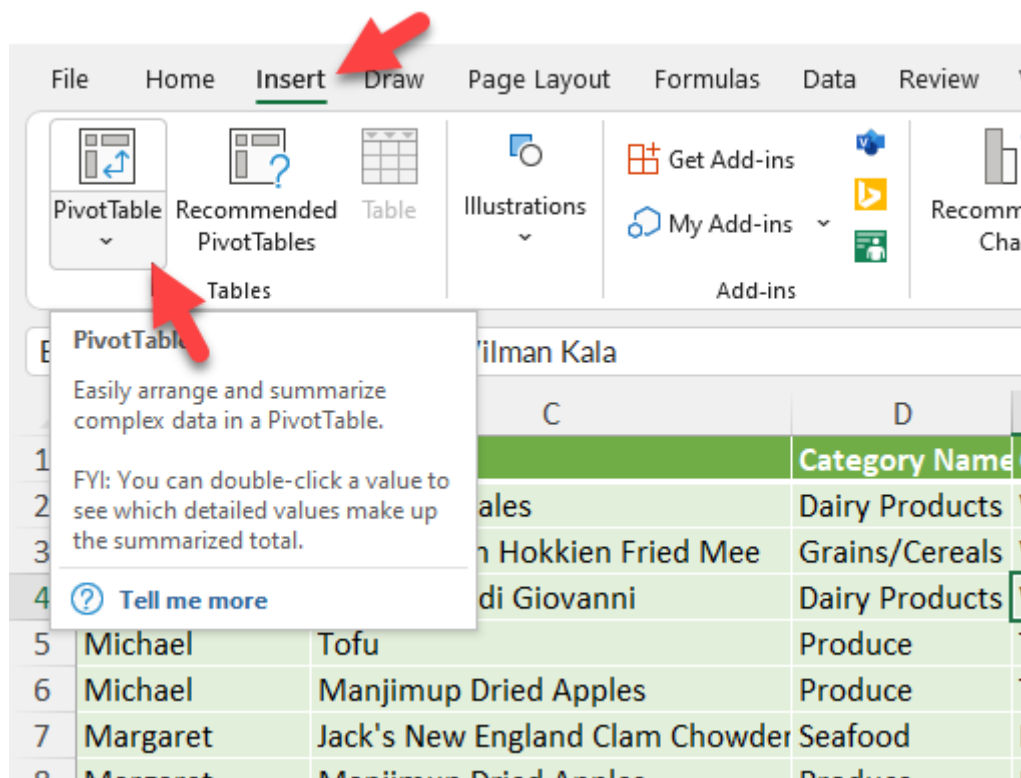 File Home Insert Draw Page Layout Formulas Data Review
PivotTable Recommended PivotTables Table Illustrations Get Add-ins
My Add-ins
Tables Add-ins
PivotTable
Kala
Easily arrange and summarize
complex data in a PivotTable.
FYI: You can double-click a value to
see which detailed values make up
the summarized total.
Tell me more
C D
1 Category Name
2 Dairy Products
3 Hokkien Fried Mee Grains/Cereals
4 di Giovanni Dairy Products
5 Michael Tofu Produce
6 Michael Manjimup Dried Apples Produce
7 Margaret Jack's New England Clam Chowder Seafood